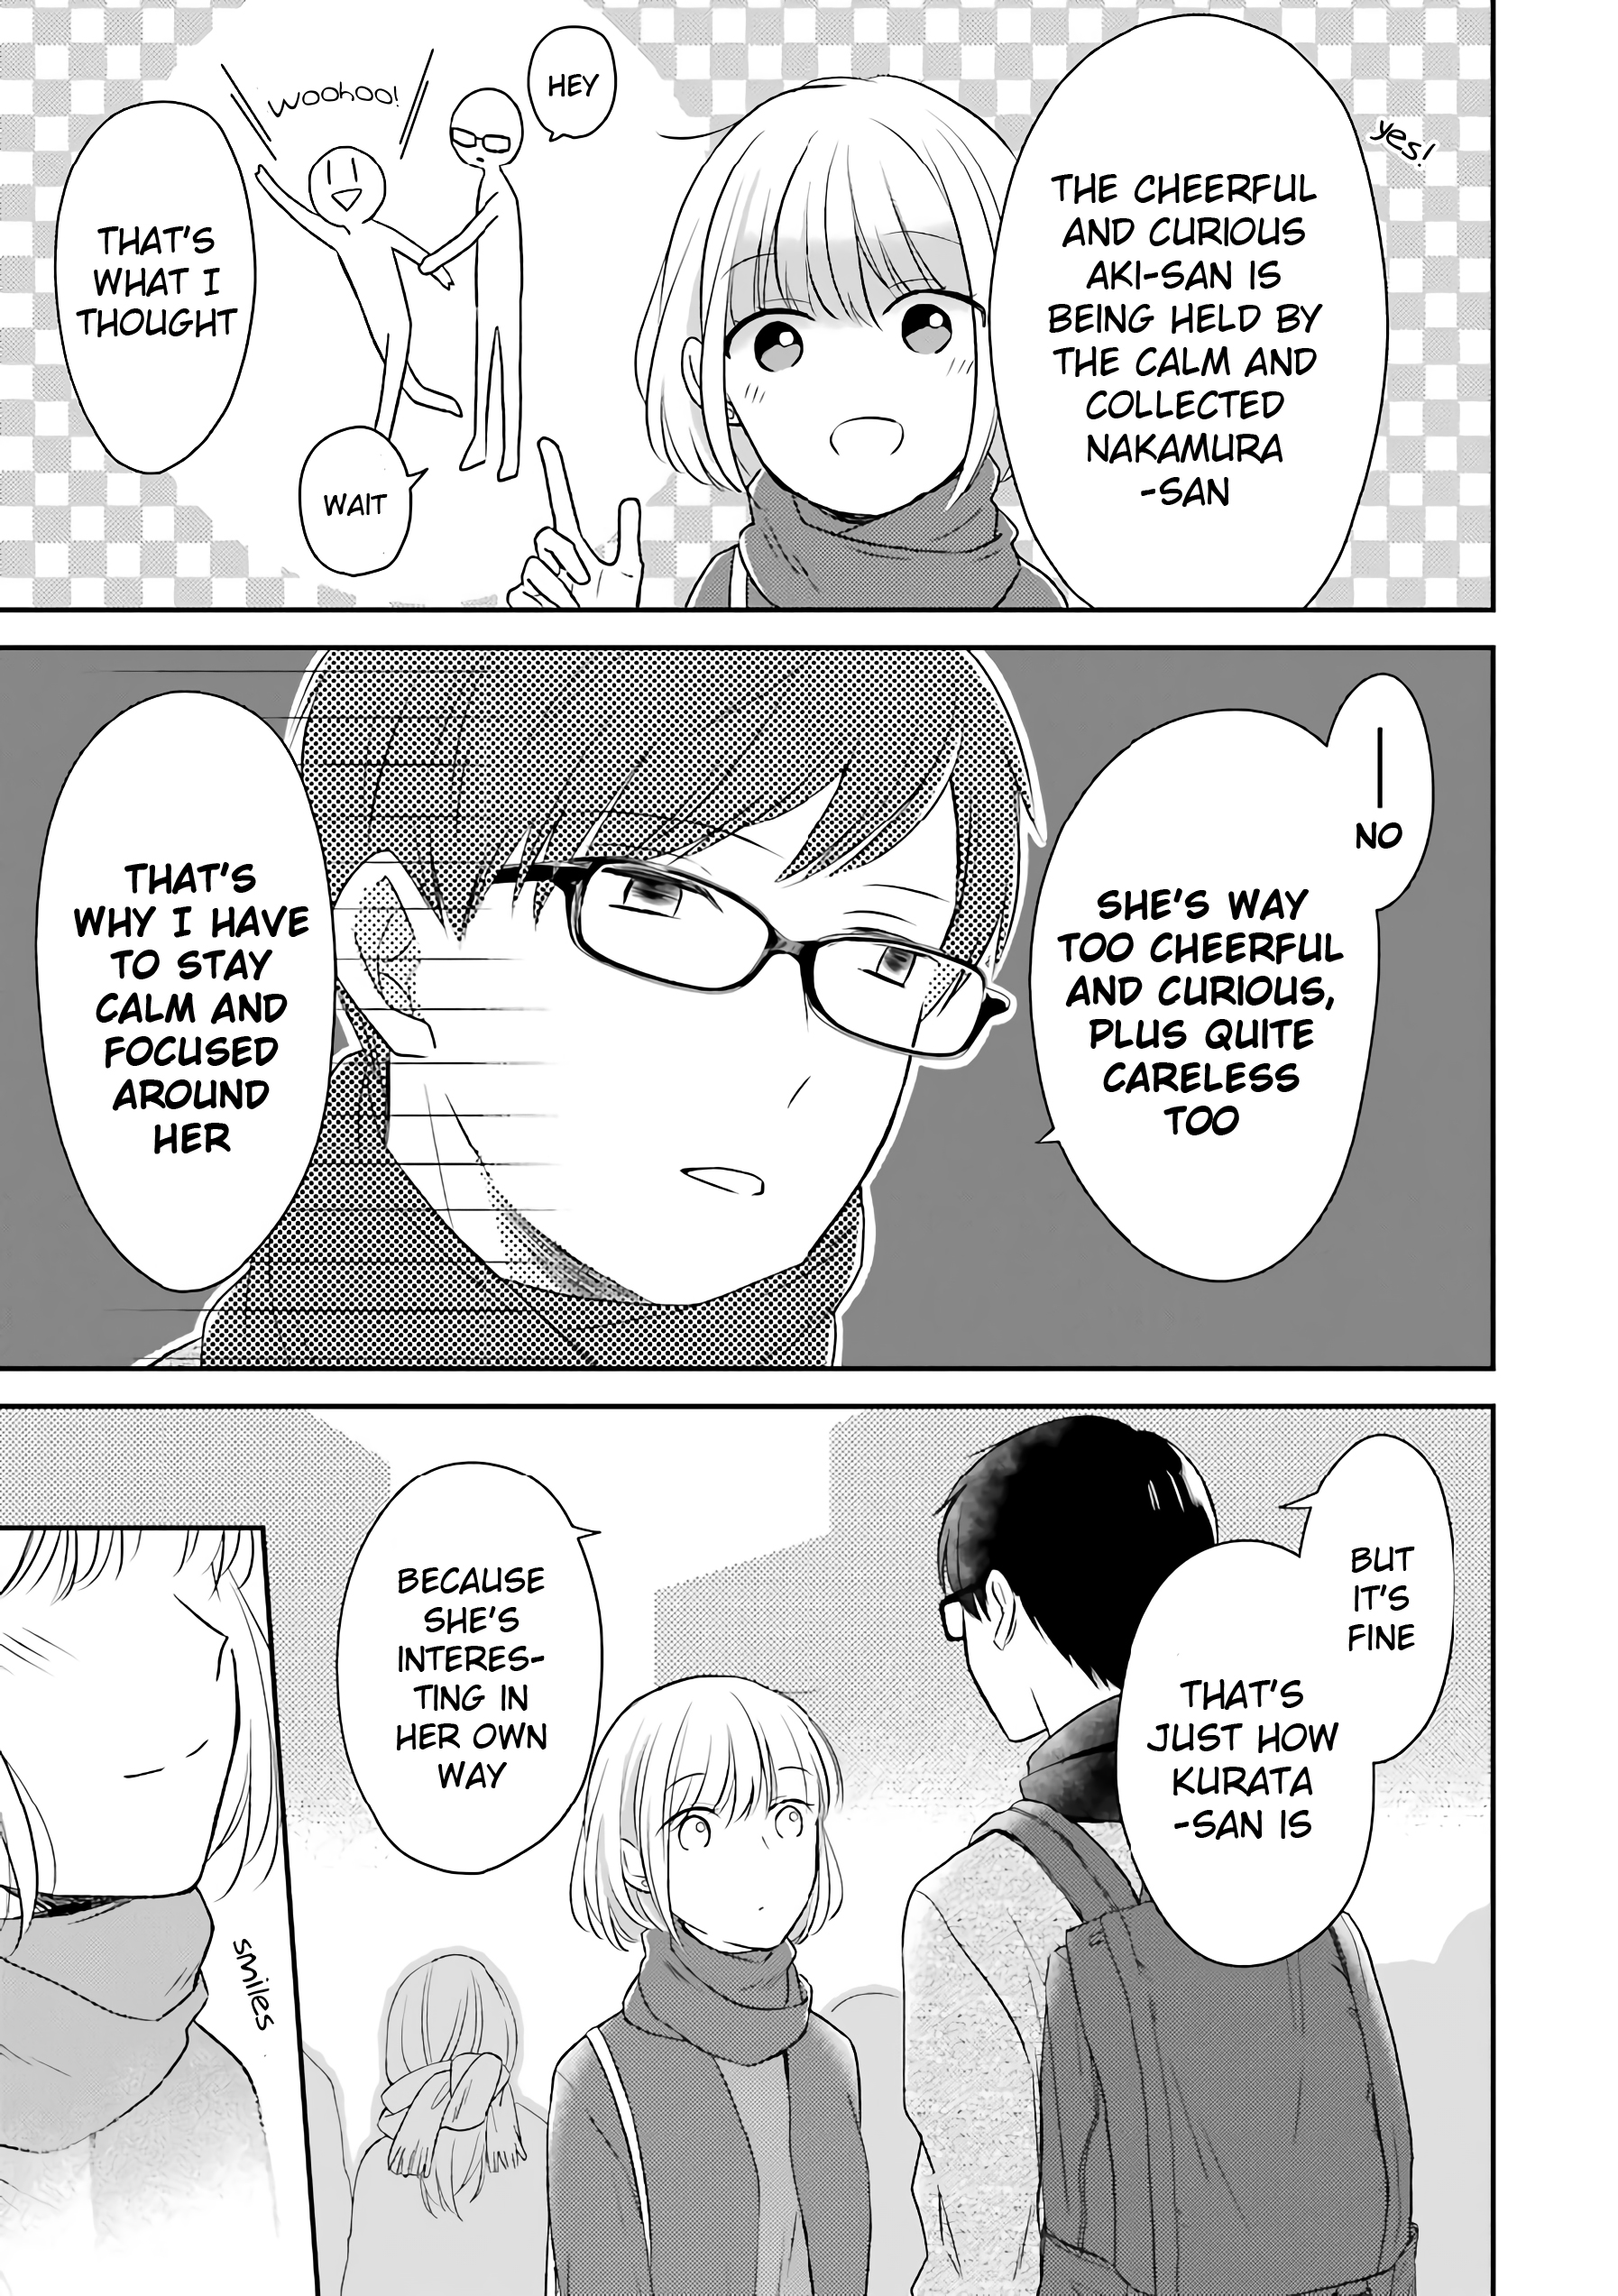 yes!
THE CHEERFUL
AND CURIOUS
AKI-SAN IS
BEING HELD BY
THE CALM AND
COLLECTED
NAKAMURA
-SAN
HEY
woohoo!
WAIT
THAT'S
WHAT I
THOUGHT
—
NO
SHE'S WAY
TOO CHEERFUL
AND CURIOUS,
PLUS QUITE
CARELESS
TOO
THAT'S
WHY I HAVE
TO STAY
CALM AND
FOCUSED
AROUND
HER
BUT
IT'S
FINE
THAT'S
JUST HOW
KURATA
-SAN IS
BECAUSE
SHE'S
INTERES-
TING IN
HER OWN
WAY
smiles